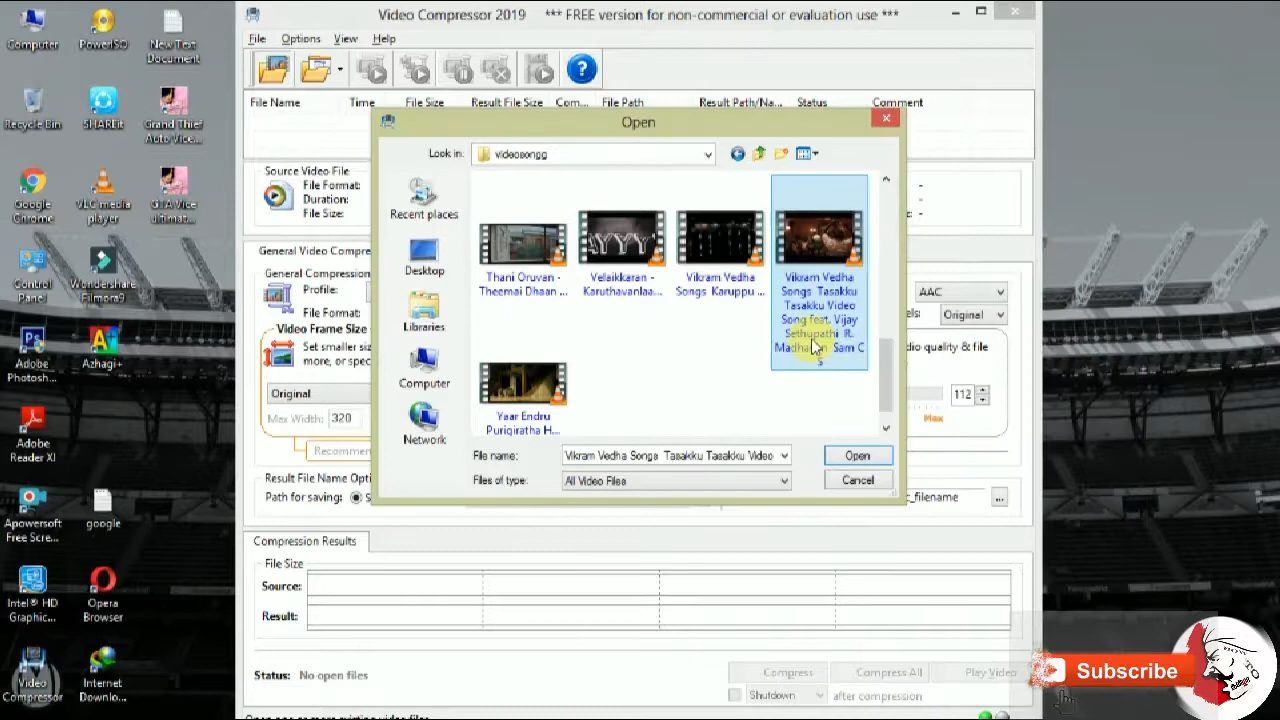 Video Compressor 2019 *** FREE version for non-commercial or evaluation use ***
File Options View Help
File Name Time File Size Result File Size Com... File Path Result Path/Na... Status Comment
Source Video File
File Format:
Duration:
File Size:
General Video Compre
General Compression
Profile:
File Format:
AAC
Original
Video Frame Size
Set smaller siz
more, or spec
dio quality & file
Original
Max Width: 320
112
Max
Recommen
Result File Name Opti
Path for saving: S
c_filename
...
Compression Results
File Size
Source:
Result:
Status: No open files
Compress
Compress All
Play Video
Shutdown
after compression
Open
Look in: videosongg
Recent places
Desktop
Libraries
Computer
Network
Thani Oruvan -
Theemai Dhaan ...
Velaikkaran -
Karuthavanlaa...
Vikram Vedha
Songs Karuppu ...
Vikram Vedha
Songs Tasakku
Tasakku Video
Song feat. Vijay
Sethupathi R.
Sam C
s
Yaar Endru
Purigiratha H...
File name: Vikram Vedha Songs Tasakku Tasakku Video
Open
Files of type: All Video Files
Cancel
Computer
PowerISO
New Text
Document
Recycle Bin
SHAREit
Grand Thief
Auto Vice...
Google
Chrome
VLC media
player
GTA Vice
ultimat...
Control
Panel
Wondershare
Filmora9
Adobe
Photosh...
Azhagi+
Adobe
Reader XI
Apowersoft
Free Scre...
google
Intel® HD
Graphic...
Opera
Browser
Video
Compressor
Internet
Downlo...
Subscribe